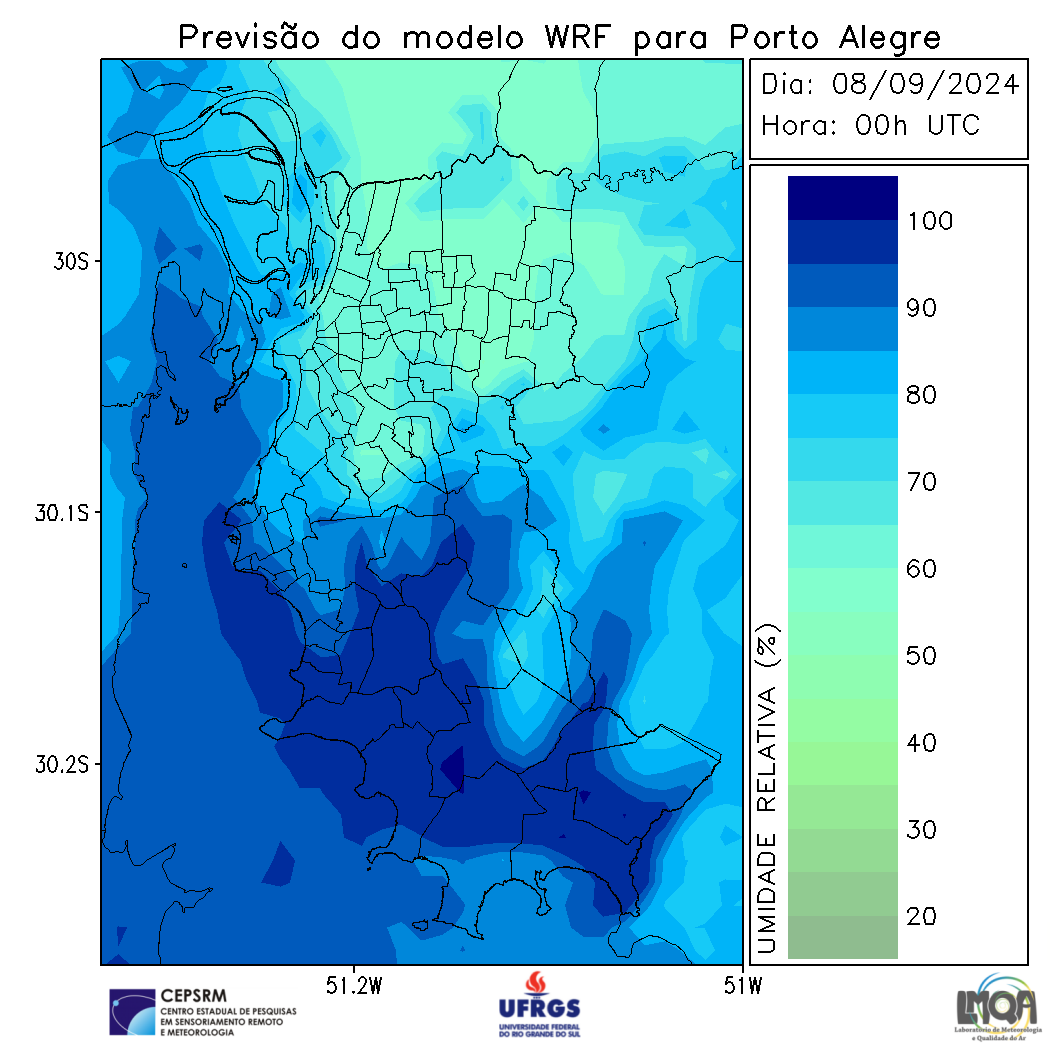 Previsão do modelo WRF para Porto Alegre
Dia: 08/09/2024
Hora: 00h UTC
30S
30.1S
30.2S
51.2W
51W
100
90
80
70
60
50
40
30
20
UMIDADE RELATIVA (%)
CEPSRM
CENTRO ESTADUAL DE PESQUISAS
EM SENSORIAMENTO REMOTO
E METEOROLOGIA
UFRGS
UNIVERSIDADE FEDERAL
DO RIO GRANDE DO SUL
LMQA
Laboratório de Meteorologia
e Qualidade do Ar